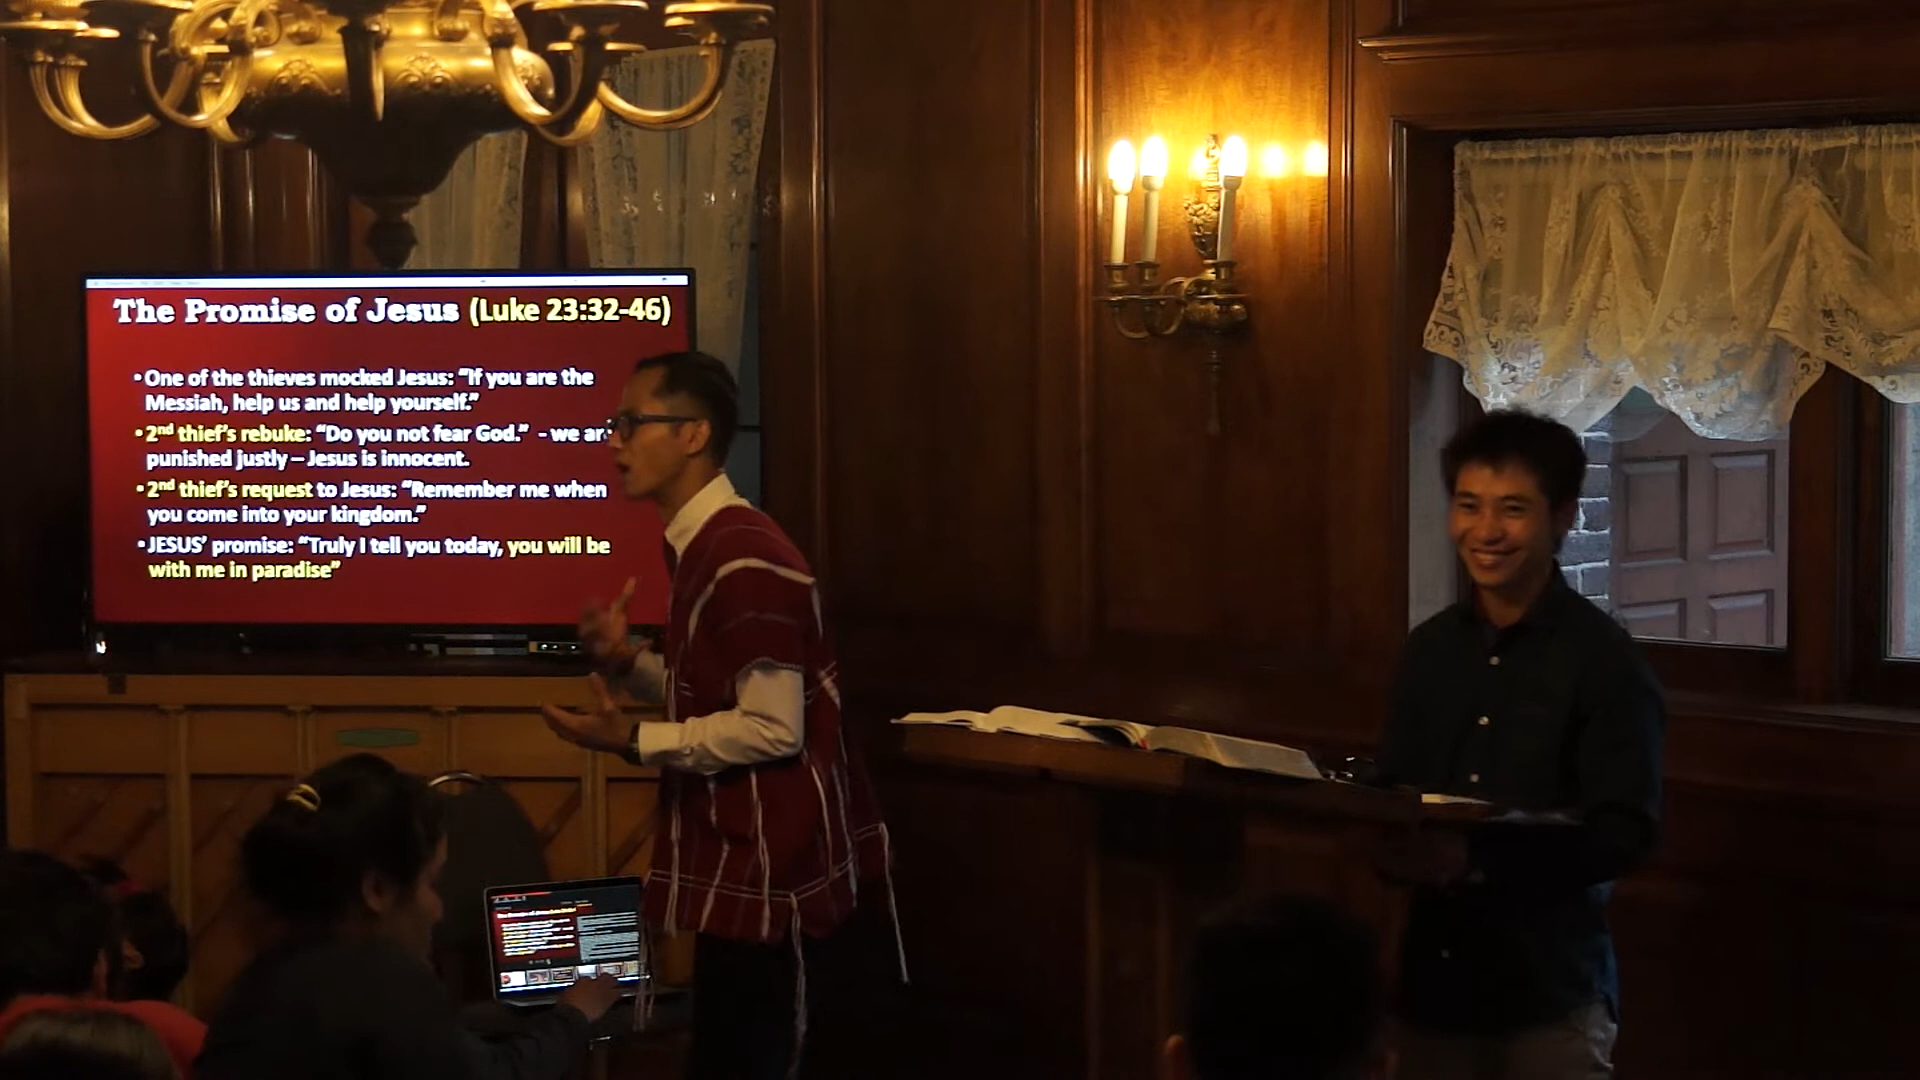 The Promise of Jesus (Luke 23:32-46)
•One of the thieves mocked Jesus: “If you are the
Messiah, help us and help yourself.”
•2nd thief’s rebuke: “Do you not fear God.” - we ar
punished justly – Jesus is innocent.
•2nd thief’s request to Jesus: “Remember me when
you come into your kingdom.”
•JESUS’ promise: “Truly I tell you today, you will be
with me in paradise”